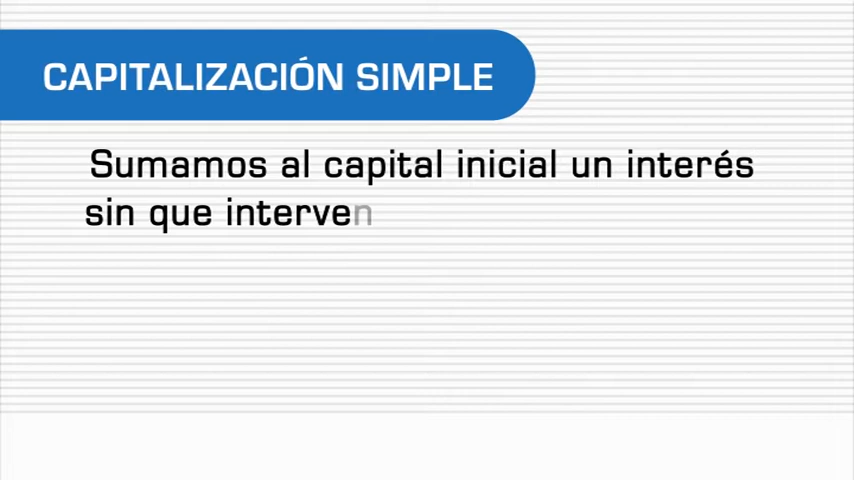 CAPITALIZACIÓN SIMPLE
Sumamos al capital inicial un interés
sin que interven